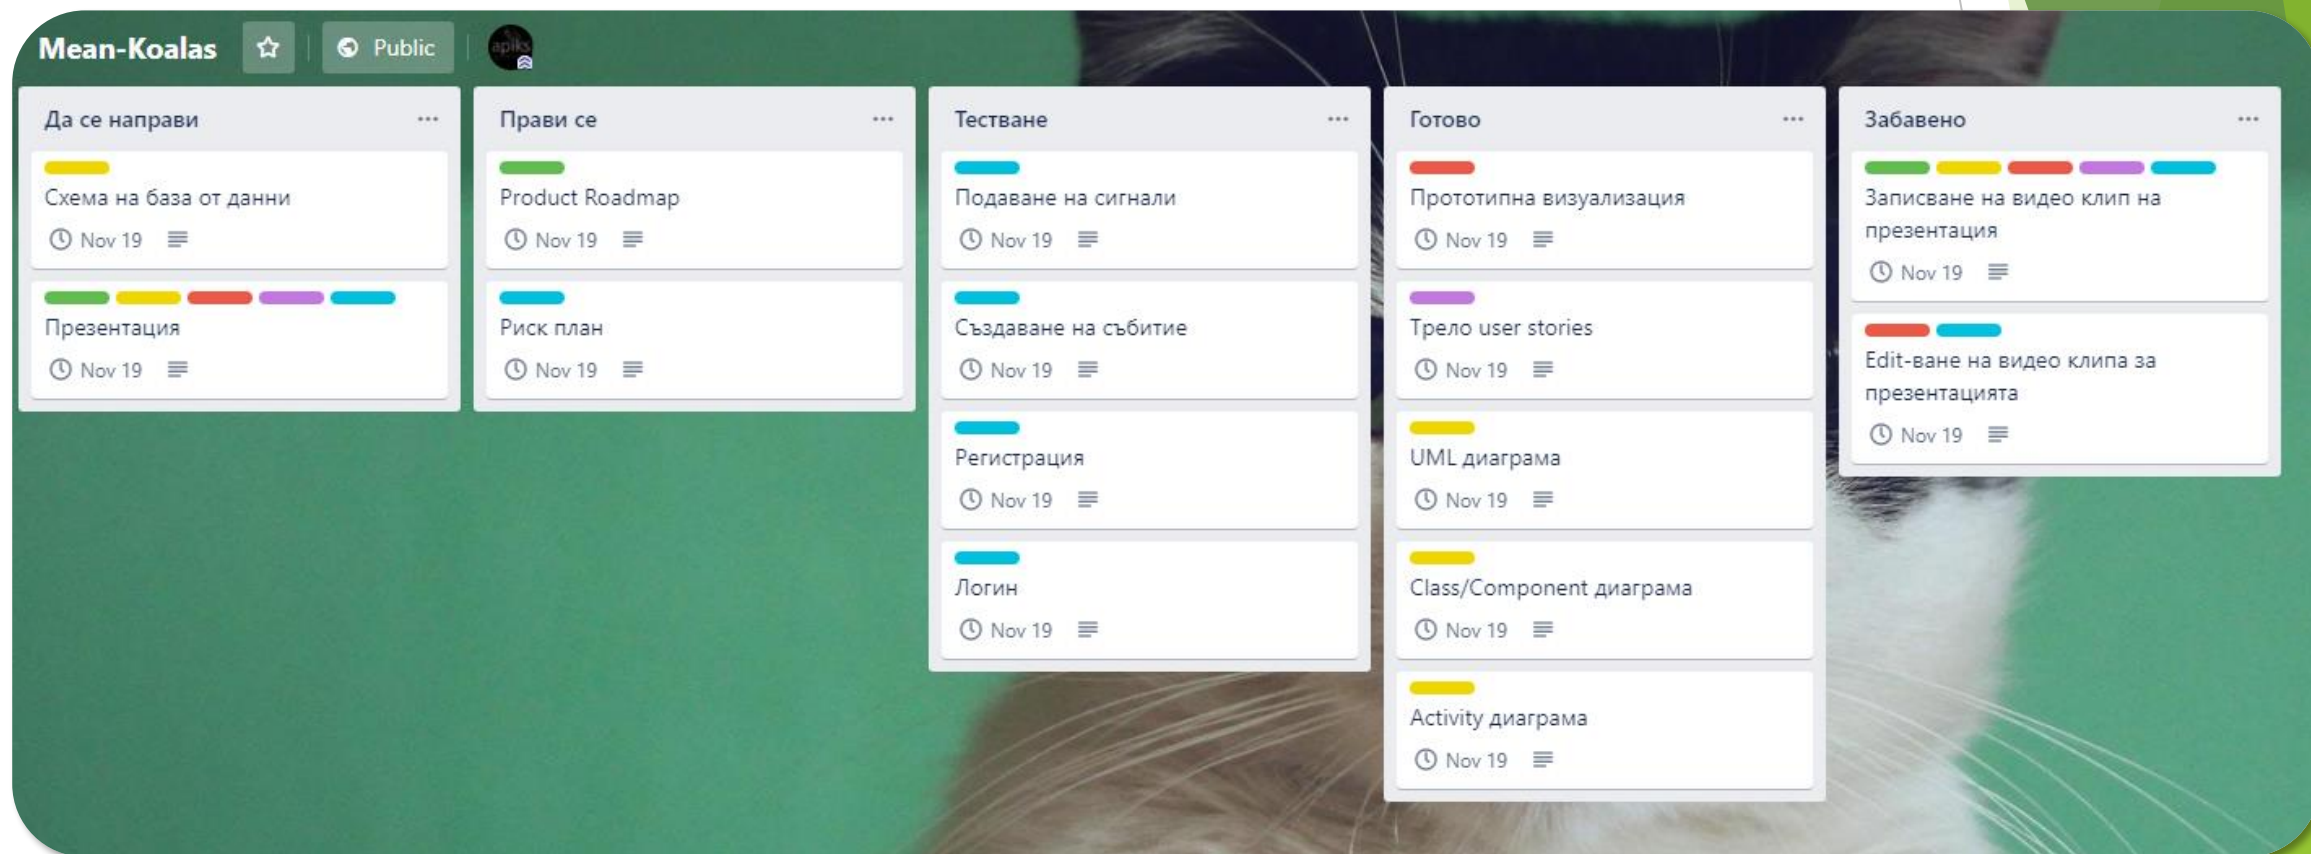 Mean-Koalas
Public
apiks
Да се направи
Схема на база от данни
Nov 19
Презентация
Nov 19
Прави се
Product Roadmap
Nov 19
Риск план
Nov 19
Тестване
Подаване на сигнали
Nov 19
Създаване на събитие
Nov 19
Регистрация
Nov 19
Логин
Nov 19
Готово
Прототипна визуализация
Nov 19
Трело user stories
Nov 19
UML диаграма
Nov 19
Class/Component диаграма
Nov 19
Activity диаграма
Nov 19
Забавено
Записване на видео клип на
презентация
Nov 19
Edit-ване на видео клипа за
презентацията
Nov 19